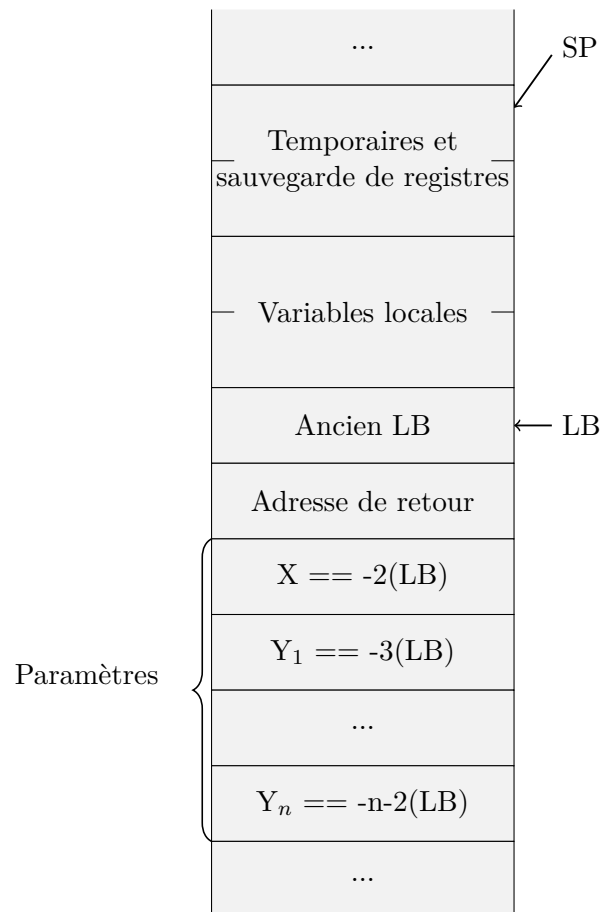 ...
SP
Temporaires et
sauvegarde de registres
Variables locales
Ancien LB
LB
Adresse de retour
X == -2(LB)
Y₁ == -3(LB)
Paramètres
...
Yₙ == -n-2(LB)
...